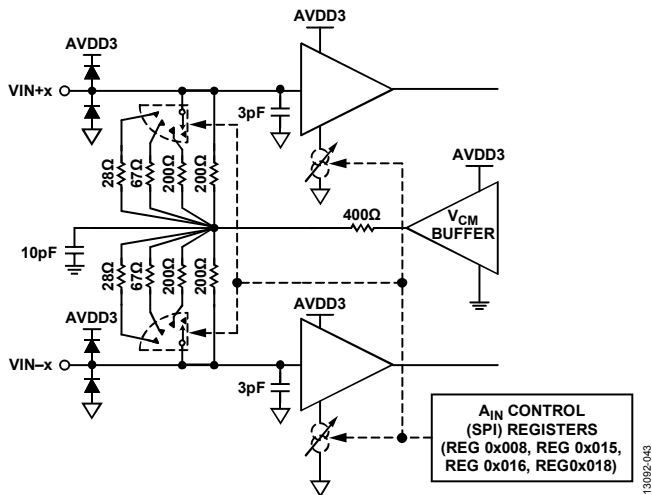 AVDD3
AVDD3
VIN+x
3pF
28Ω
67Ω
200Ω
200Ω
AVDD3
400Ω
VCM
BUFFER
10pF
28Ω
67Ω
200Ω
200Ω
AVDD3
AVDD3
VIN–x
3pF
AIN CONTROL
(SPI) REGISTERS
(REG 0x008, REG 0x015,
REG 0x016, REG0x018)
13092-043